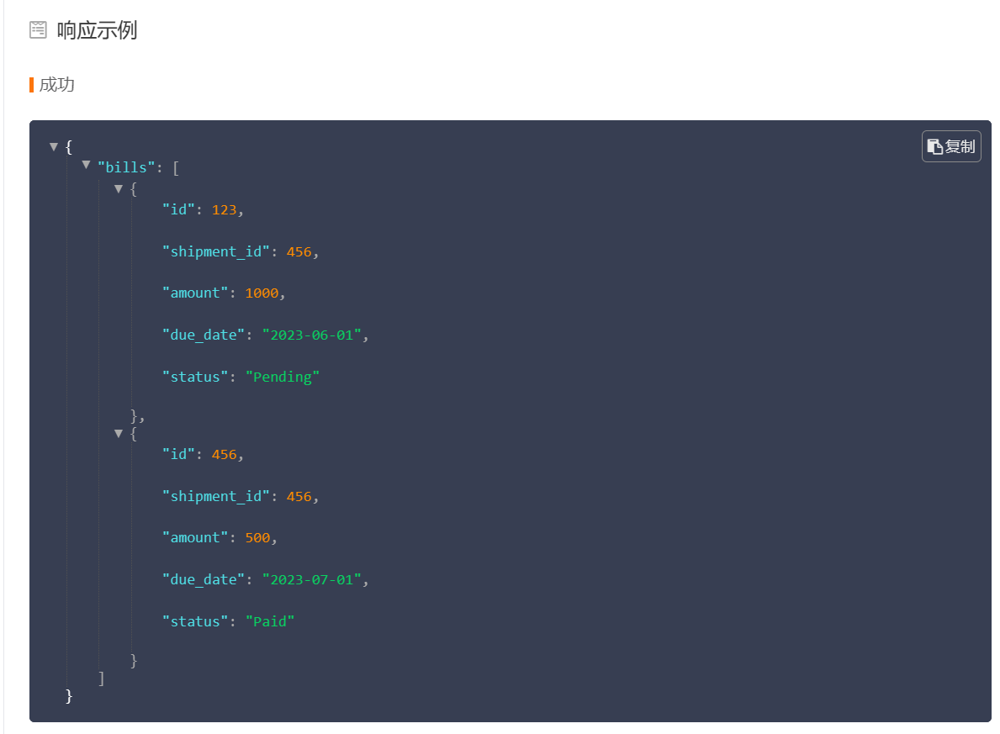 响应示例
成功
复制
{
"bills": [
{
"id": 123,
"shipment_id": 456,
"amount": 1000,
"due_date": "2023-06-01",
"status": "Pending"
},
{
"id": 456,
"shipment_id": 456,
"amount": 500,
"due_date": "2023-07-01",
"status": "Paid"
}
]
}